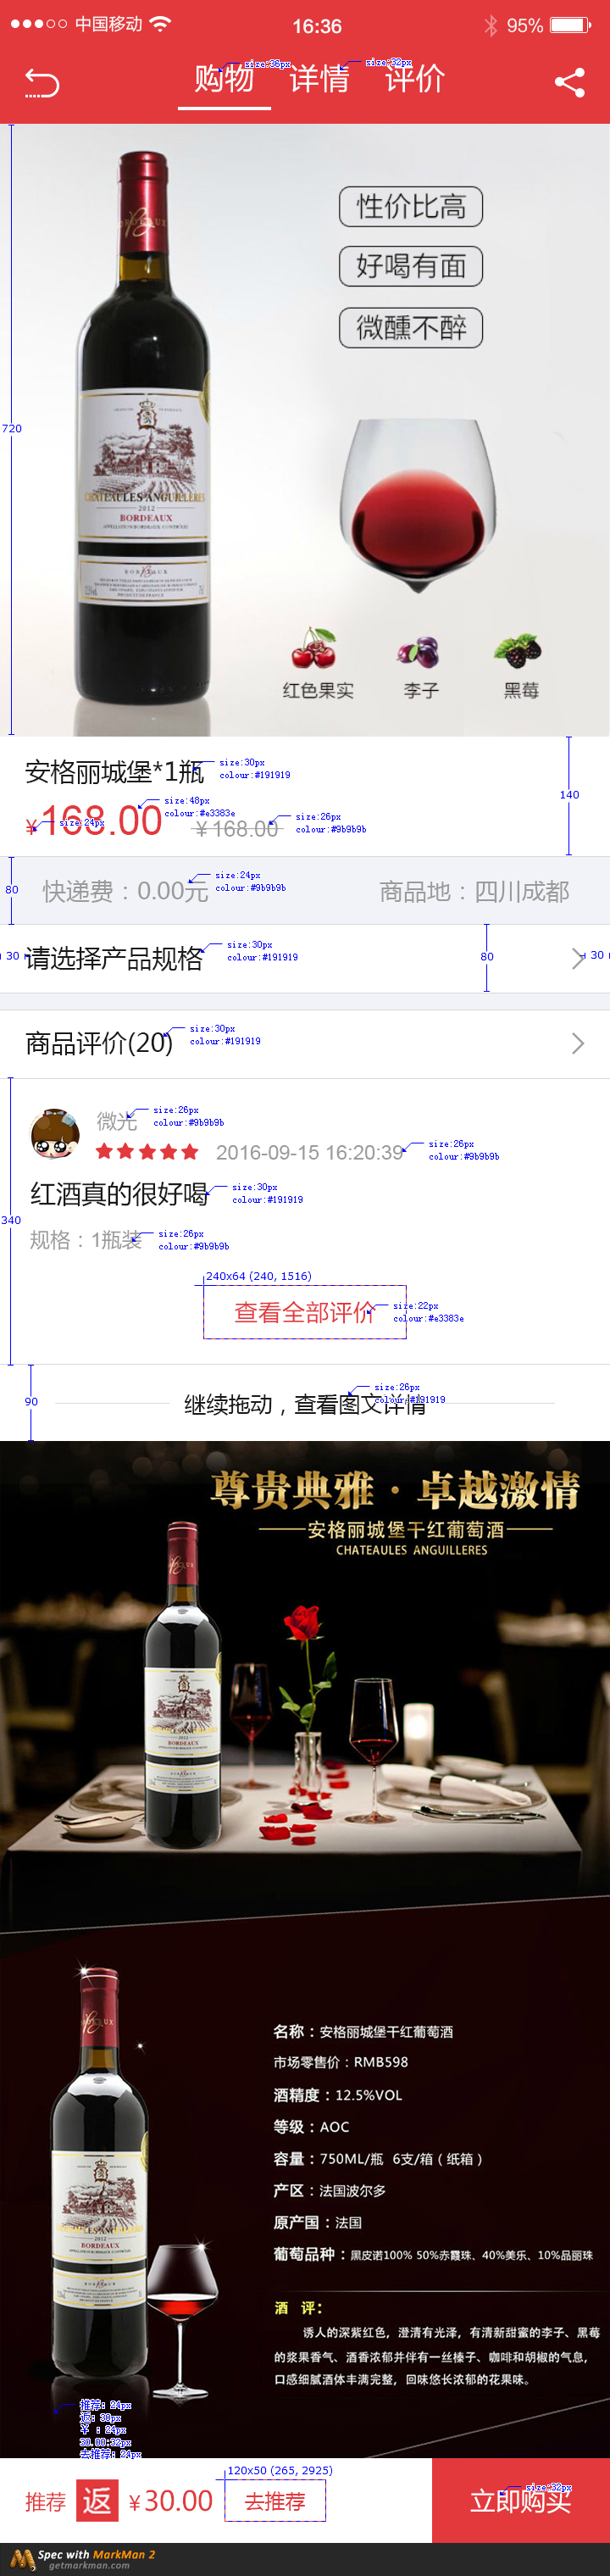 中国移动 16:36 95%
购物 详情 评价
size:36px size:32px
性价比高
好喝有面
微醺不醉
720
CHATEAULES ANGUILLERES
2012
BORDEAUX
BORDEAUX
红色果实 李子 黑莓
安格丽城堡*1瓶
size:30px
colour:#191919
140
¥168.00
size:24px
size:48px
colour:#e3383e
¥168.00
size:26px
colour:#9b9b9b
80
快递费：0.00元
size:24px
colour:#9b9b9b
商品地：四川成都
30
请选择产品规格
size:30px
colour:#191919
80
30
商品评价(20)
size:30px
colour:#191919
340
微光
size:26px
colour:#9b9b9b
2016-09-15 16:20:39
size:26px
colour:#9b9b9b
红酒真的很好喝
size:30px
colour:#191919
规格：1瓶装
size:26px
colour:#9b9b9b
240x64 (240, 1516)
查看全部评价
size:22px
colour:#e3383e
90
继续拖动，查看图文详情
size:26px
colour:#191919
尊贵典雅·卓越激情
安格丽城堡干红葡萄酒
CHATEAULES ANGUILLERES
名称：安格丽城堡干红葡萄酒
市场零售价：RMB598
酒精度：12.5%VOL
等级：AOC
容量：750ML/瓶 6支/箱（纸箱）
产区：法国波尔多
原产国：法国
葡萄品种：黑皮诺100% 50%赤霞珠、40%美乐、10%品丽珠
酒 评：
诱人的深紫红色，澄清有光泽，有清新甜蜜的李子、黑莓
的浆果香气、酒香浓郁并伴有一丝榛子、咖啡和胡椒的气息，
口感细腻酒体丰满完整，回味悠长浓郁的花果味。
推荐：24px
返：38px
¥：24px
30.00:32px
去推荐：24px
120x50 (265, 2925)
推荐 返 ¥30.00 去推荐 立即购买
size:32px
Spec with MarkMan 2
getmarkman.com